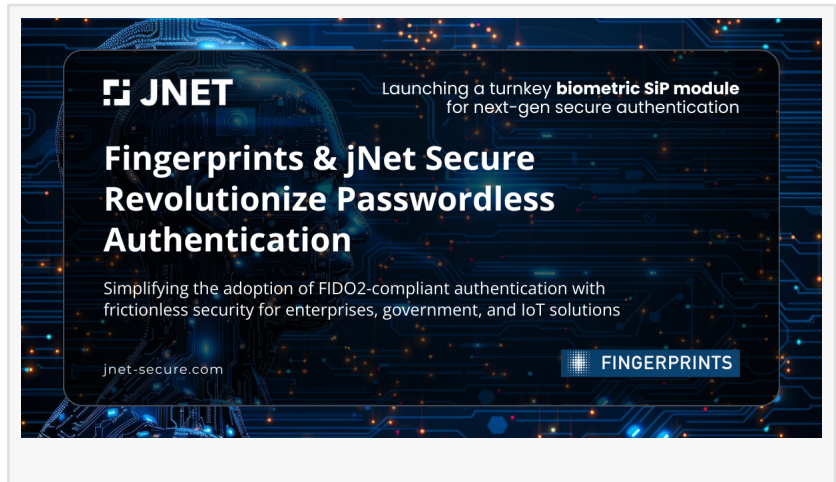 JNET
Launching a turnkey biometric SiP module
for next-gen secure authentication
Fingerprints & jNet Secure
Revolutionize Passwordless
Authentication
Simplifying the adoption of FIDO2-compliant authentication with
frictionless security for enterprises, government, and IoT solutions
jnet-secure.com
FINGERPRINTS